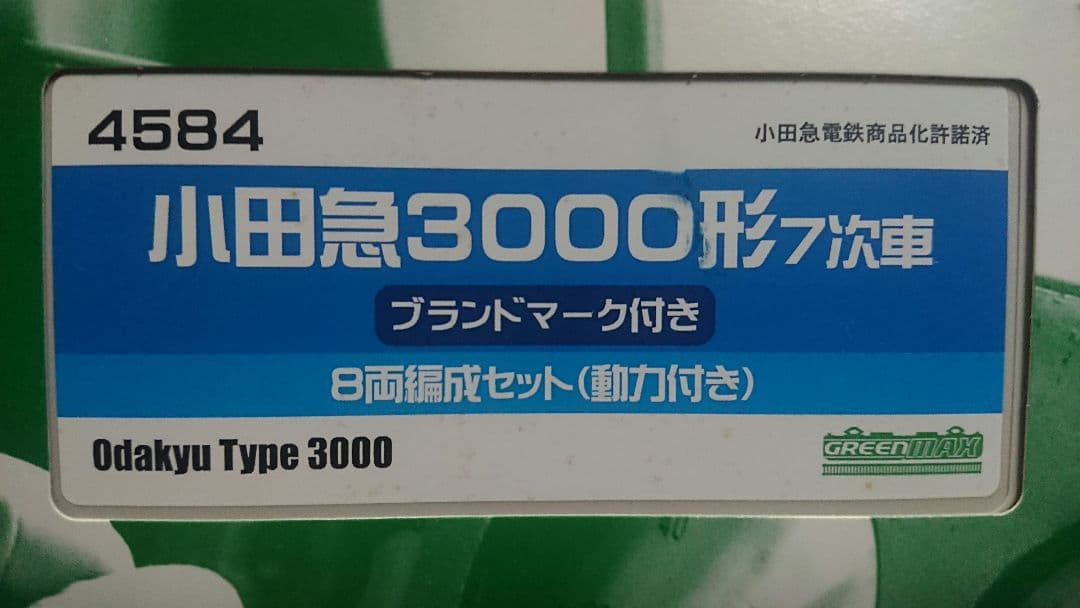 4584
小田急電鉄商品化許諾済
小田急3000形7次車
ブランドマーク付き
8両編成セット(動力付き)
Odakyu Type 3000
GREENMAX